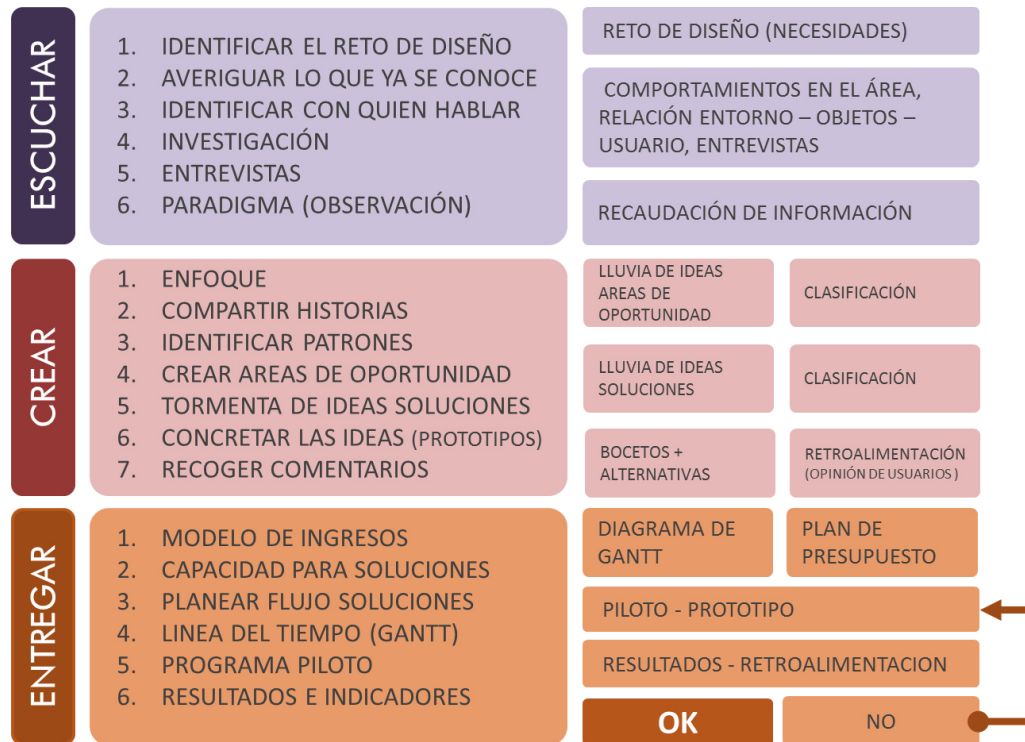 ESCUCHAR
1. IDENTIFICAR EL RETO DE DISEÑO
2. AVERIGUAR LO QUE YA SE CONOCE
3. IDENTIFICAR CON QUIEN HABLAR
4. INVESTIGACIÓN
5. ENTREVISTAS
6. PARADIGMA (OBSERVACIÓN)
RETO DE DISEÑO (NECESIDADES)
COMPORTAMIENTOS EN EL ÁREA,
RELACIÓN ENTORNO – OBJETOS –
USUARIO, ENTREVISTAS
RECAUDACIÓN DE INFORMACIÓN
CREAR
1. ENFOQUE
2. COMPARTIR HISTORIAS
3. IDENTIFICAR PATRONES
4. CREAR AREAS DE OPORTUNIDAD
5. TORMENTA DE IDEAS SOLUCIONES
6. CONCRETAR LAS IDEAS (PROTOTIPOS)
7. RECOGER COMENTARIOS
LLUVIA DE IDEAS
AREAS DE
OPORTUNIDAD
CLASIFICACIÓN
LLUVIA DE IDEAS
SOLUCIONES
CLASIFICACIÓN
BOCETOS +
ALTERNATIVAS
RETROALIMENTACIÓN
(OPINIÓN DE USUARIOS )
ENTREGAR
1. MODELO DE INGRESOS
2. CAPACIDAD PARA SOLUCIONES
3. PLANEAR FLUJO SOLUCIONES
4. LINEA DEL TIEMPO (GANTT)
5. PROGRAMA PILOTO
6. RESULTADOS E INDICADORES
DIAGRAMA DE
GANTT
PLAN DE
PRESUPUESTO
PILOTO - PROTOTIPO
RESULTADOS - RETROALIMENTACION
OK
NO